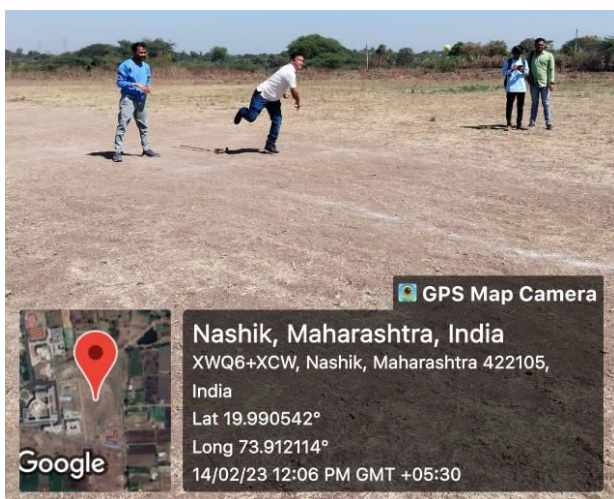 GPS Map Camera
Nashik, Maharashtra, India
XWQ6+XCW, Nashik, Maharashtra 422105,
India
Lat 19.990542°
Long 73.912114°
14/02/23 12:06 PM GMT +05:30
Google